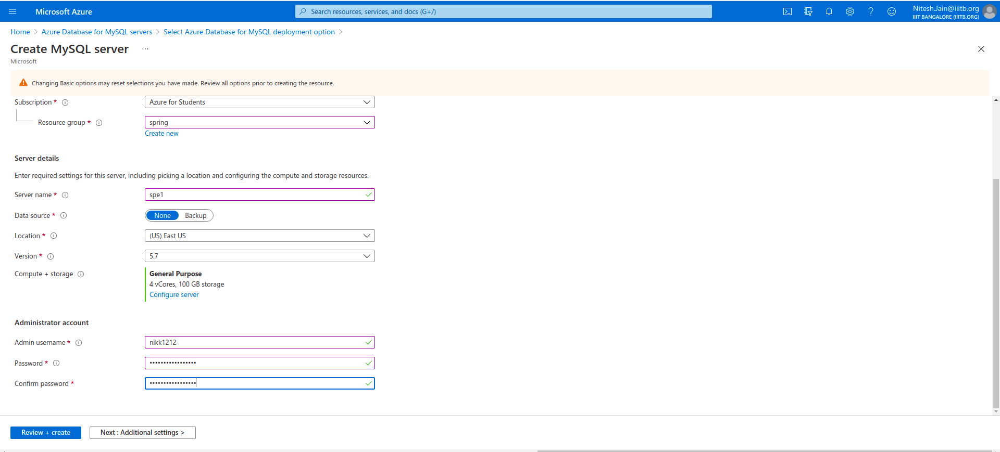 Microsoft Azure
Search resources, services, and docs (G+/)
Nitesh.Jain@iiitb.org
IIIT BANGALORE (IIITB.ORG)
Home > Azure Database for MySQL servers > Select Azure Database for MySQL deployment option >
Create MySQL server ...
Microsoft
Changing Basic options may reset selections you have made. Review all options prior to creating the resource.
Subscription * Azure for Students
Resource group * spring
Create new
Server details
Enter required settings for this server, including picking a location and configuring the compute and storage resources.
Server name * spe1
Data source * None Backup
Location * (US) East US
Version * 5.7
Compute + storage General Purpose
4 vCores, 100 GB storage
Configure server
Administrator account
Admin username * nikk1212
Password * •••••••••••••••••
Confirm password * •••••••••••••••••
Review + create Next : Additional settings >